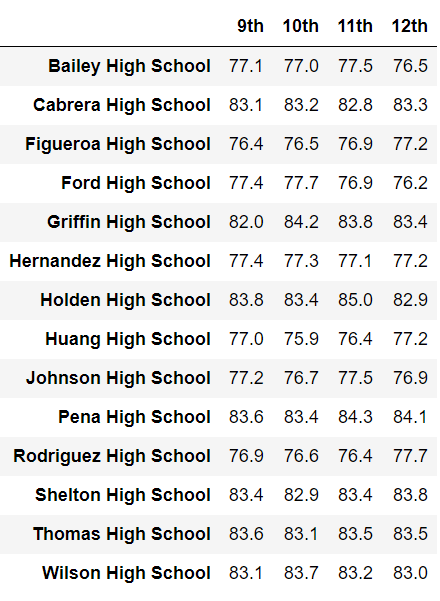 9th 10th 11th 12th
Bailey High School 77.1 77.0 77.5 76.5
Cabrera High School 83.1 83.2 82.8 83.3
Figueroa High School 76.4 76.5 76.9 77.2
Ford High School 77.4 77.7 76.9 76.2
Griffin High School 82.0 84.2 83.8 83.4
Hernandez High School 77.4 77.3 77.1 77.2
Holden High School 83.8 83.4 85.0 82.9
Huang High School 77.0 75.9 76.4 77.2
Johnson High School 77.2 76.7 77.5 76.9
Pena High School 83.6 83.4 84.3 84.1
Rodriguez High School 76.9 76.6 76.4 77.7
Shelton High School 83.4 82.9 83.4 83.8
Thomas High School 83.6 83.1 83.5 83.5
Wilson High School 83.1 83.7 83.2 83.0